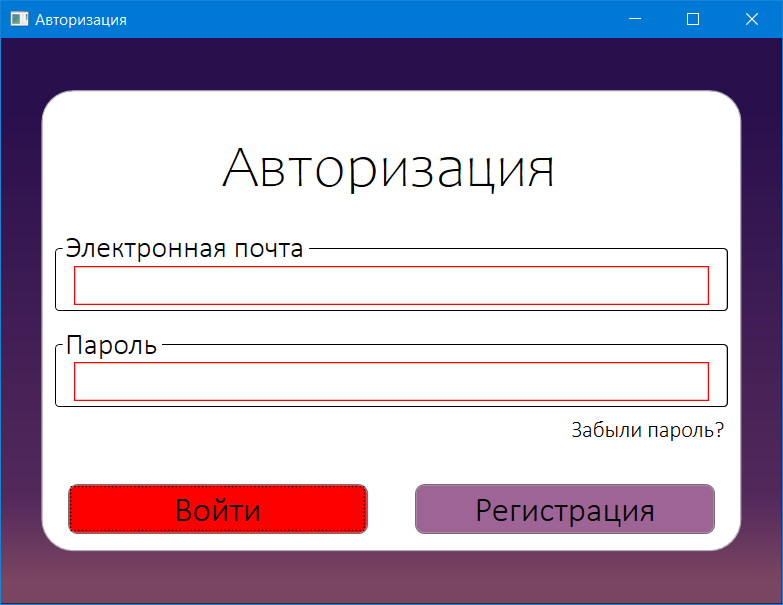 Авторизация
Авторизация
Электронная почта
Пароль
Забыли пароль?
Войти
Регистрация